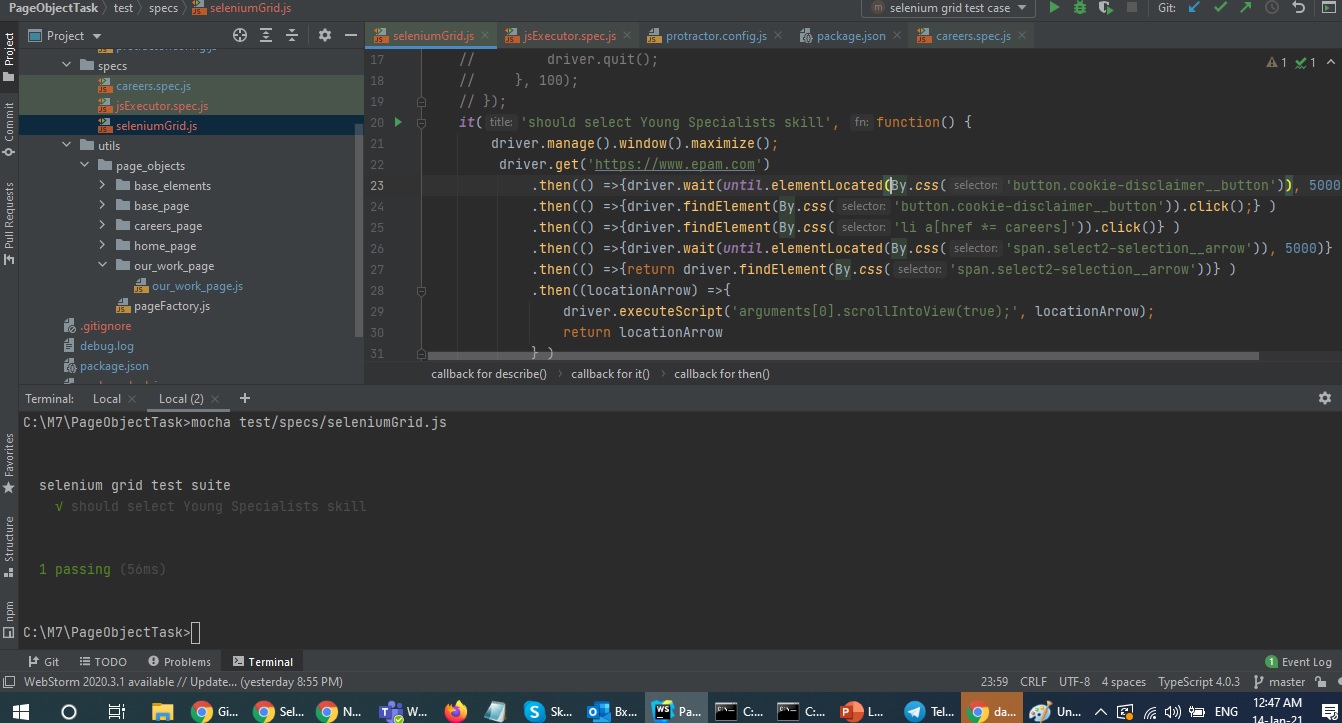 PageObjectTask > test > specs > seleniumGrid.js
selenium grid test case
Git:
Project
seleniumGrid.js
jsExecutor.spec.js
protractor.config.js
package.json
careers.spec.js
specs
careers.spec.js
jsExecutor.spec.js
seleniumGrid.js
utils
page_objects
base_elements
base_page
careers_page
home_page
our_work_page
our_work_page.js
pageFactory.js
.gitignore
debug.log
package.json
17 // driver.quit();
18 // }, 100);
19 // });
20 it( title: 'should select Young Specialists skill', fn: function() {
21 driver.manage().window().maximize();
22 driver.get('https://www.epam.com')
23 .then(() =>{driver.wait(until.elementLocated(By.css( selector: 'button.cookie-disclaimer__button')), 5000
24 .then(() =>{driver.findElement(By.css( selector: 'button.cookie-disclaimer__button')).click();} )
25 .then(() =>{driver.findElement(By.css( selector: 'li a[href *= careers]')).click()} )
26 .then(() =>{driver.wait(until.elementLocated(By.css( selector: 'span.select2-selection__arrow')), 5000)}
27 .then(() =>{return driver.findElement(By.css( selector: 'span.select2-selection__arrow'))} )
28 .then((locationArrow) =>{
29 driver.executeScript('arguments[0].scrollIntoView(true);', locationArrow);
30 return locationArrow
31 } )
1 1
callback for describe() > callback for it() > callback for then()
Project
Commit
Pull Requests
Favorites
Structure
npm
Terminal: Local Local (2) +
C:\M7\PageObjectTask>mocha test/specs/seleniumGrid.js
selenium grid test suite
√ should select Young Specialists skill
1 passing (56ms)
C:\M7\PageObjectTask>
Git TODO Problems Terminal 1 Event Log
WebStorm 2020.3.1 available // Update... (yesterday 8:55 PM) 23:59 CRLF UTF-8 4 spaces TypeScript 4.0.3 master
Gi... Sel... N... W... Sk... Bx... Pa... C:... C:... L... Tel... da... Un... ENG 12:47 AM
14-Jan-21